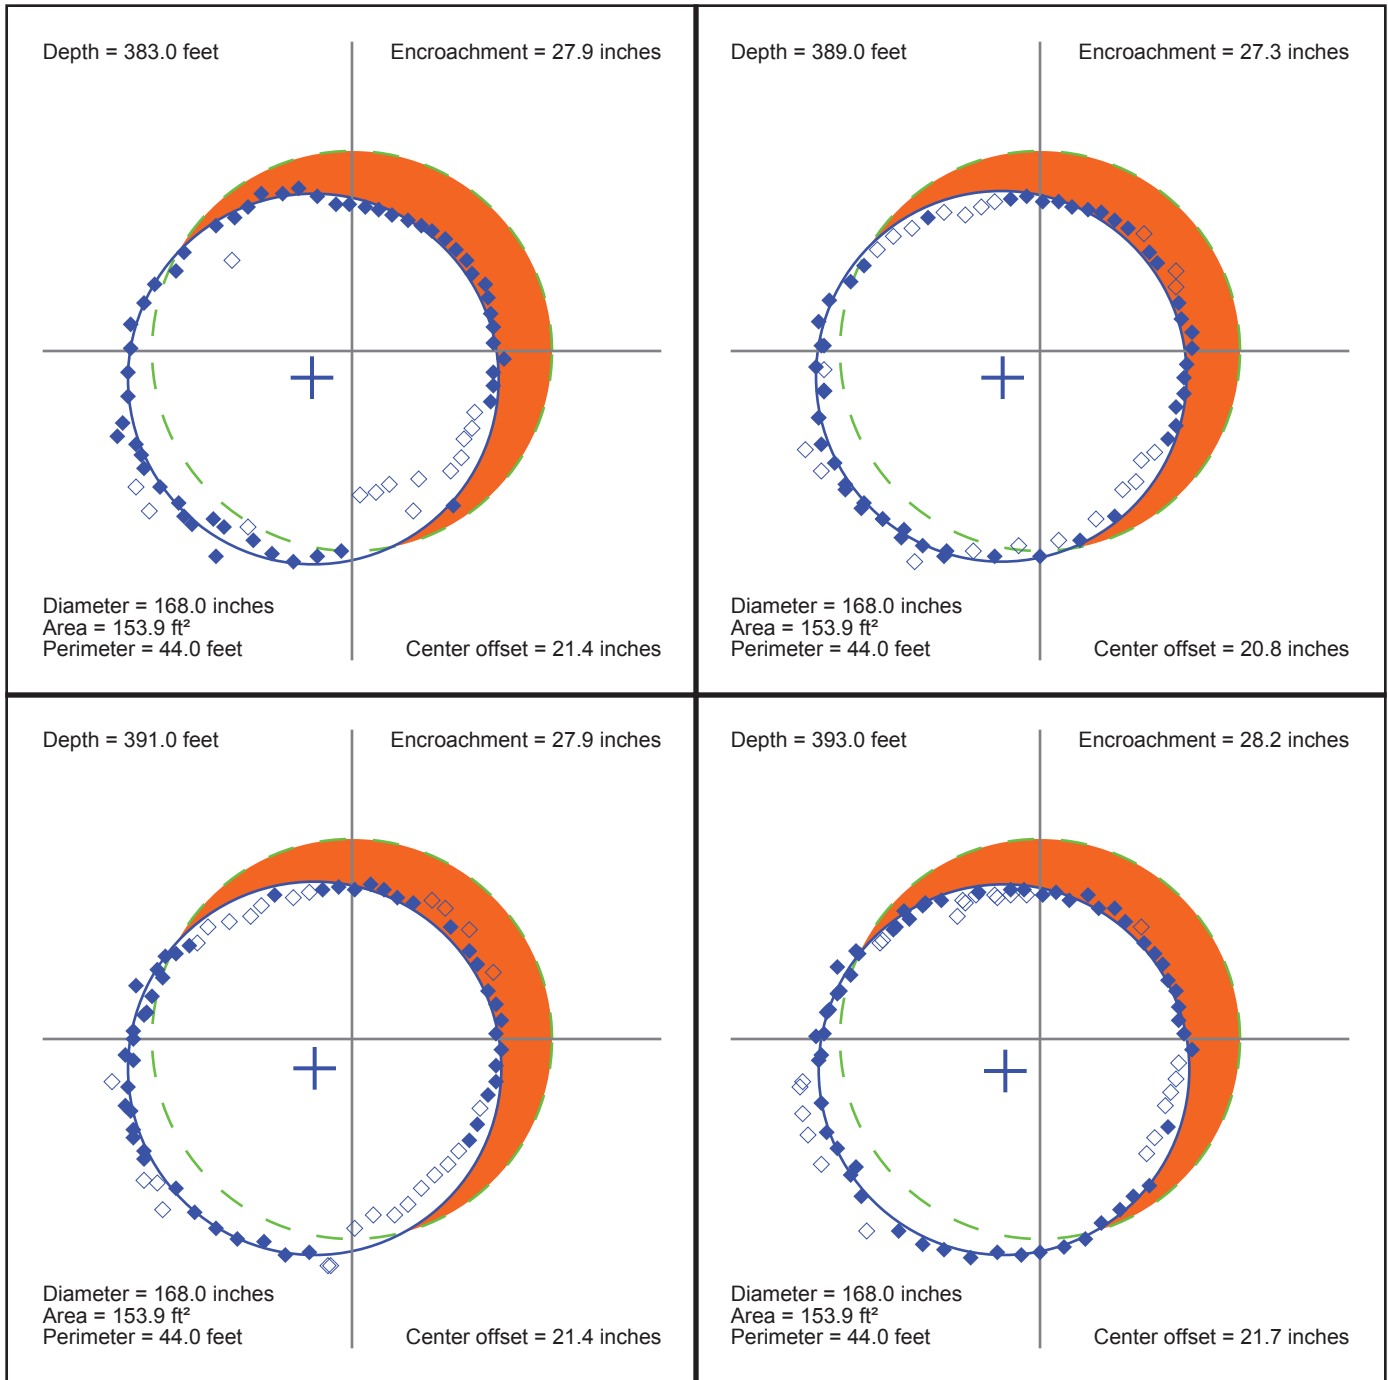 Depth = 383.0 feet
Encroachment = 27.9 inches
Diameter = 168.0 inches
Area = 153.9 ft²
Perimeter = 44.0 feet
Center offset = 21.4 inches
Depth = 389.0 feet
Encroachment = 27.3 inches
Diameter = 168.0 inches
Area = 153.9 ft²
Perimeter = 44.0 feet
Center offset = 20.8 inches
Depth = 391.0 feet
Encroachment = 27.9 inches
Diameter = 168.0 inches
Area = 153.9 ft²
Perimeter = 44.0 feet
Center offset = 21.4 inches
Depth = 393.0 feet
Encroachment = 28.2 inches
Diameter = 168.0 inches
Area = 153.9 ft²
Perimeter = 44.0 feet
Center offset = 21.7 inches